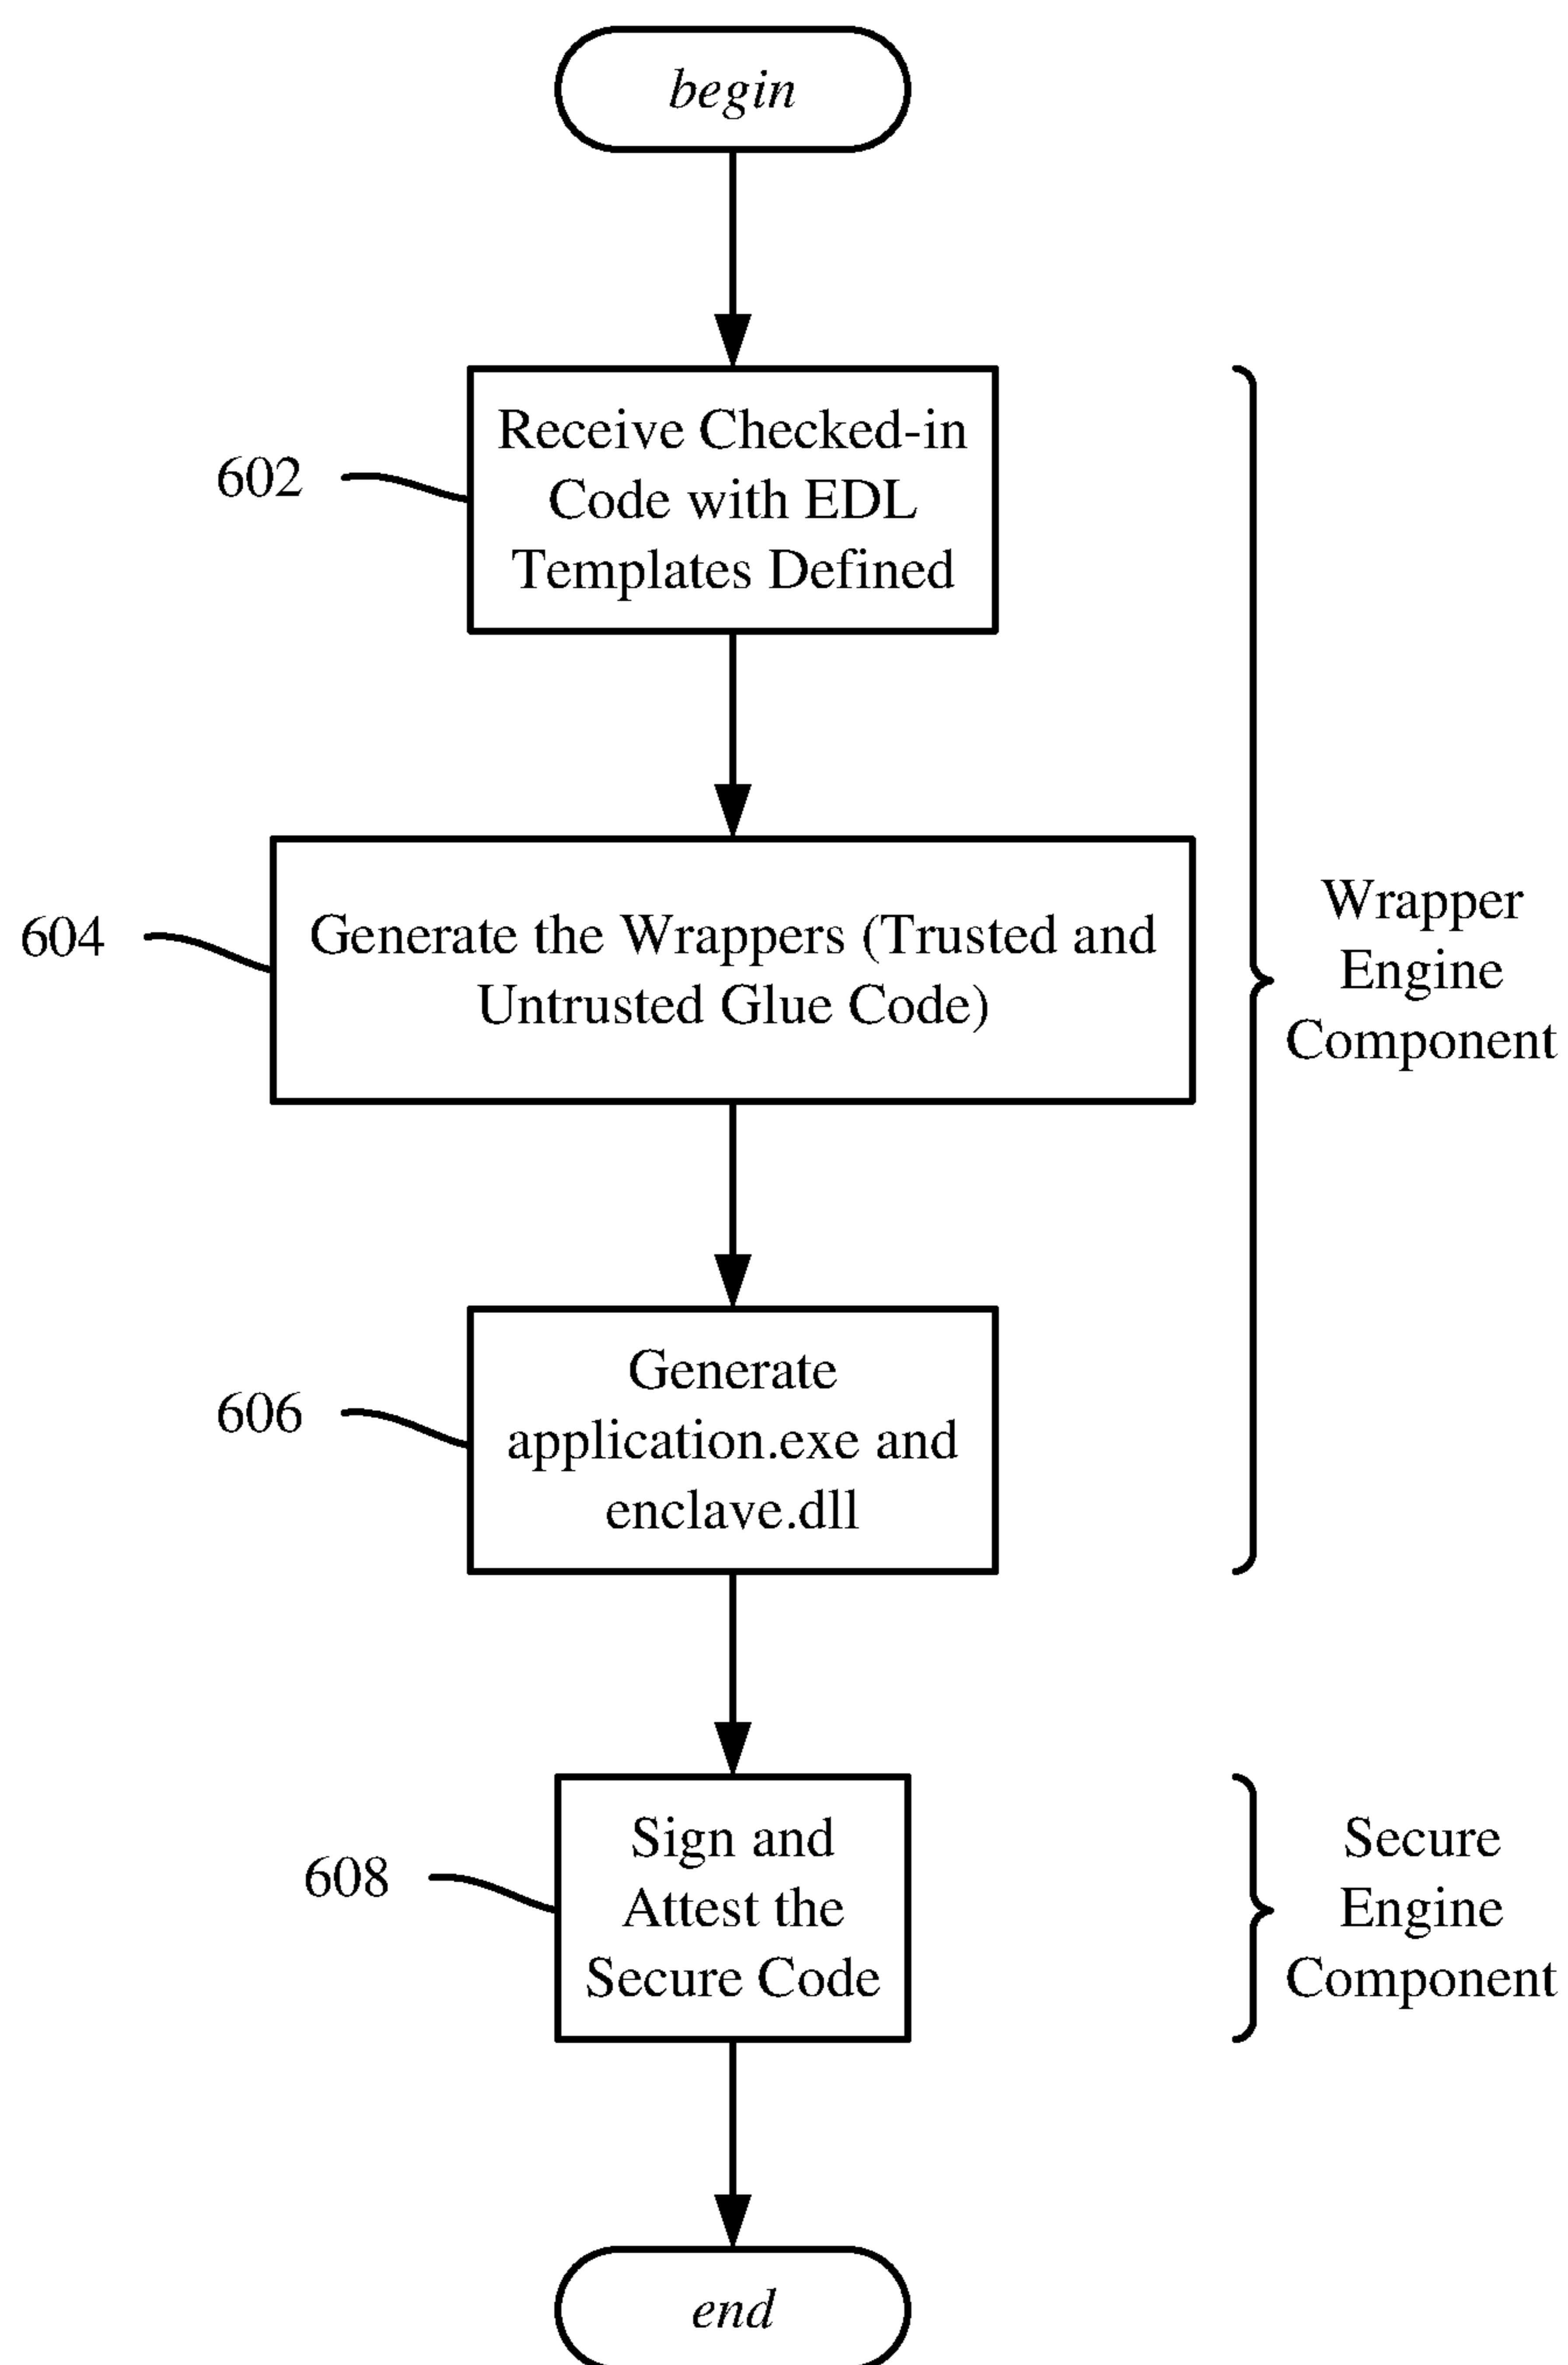 begin
602
Receive Checked-in
Code with EDL
Templates Defined
604
Generate the Wrappers (Trusted and
Untrusted Glue Code)
Wrapper
Engine
Component
606
Generate
application.exe and
enclave.dll
608
Sign and
Attest the
Secure Code
Secure
Engine
Component
end